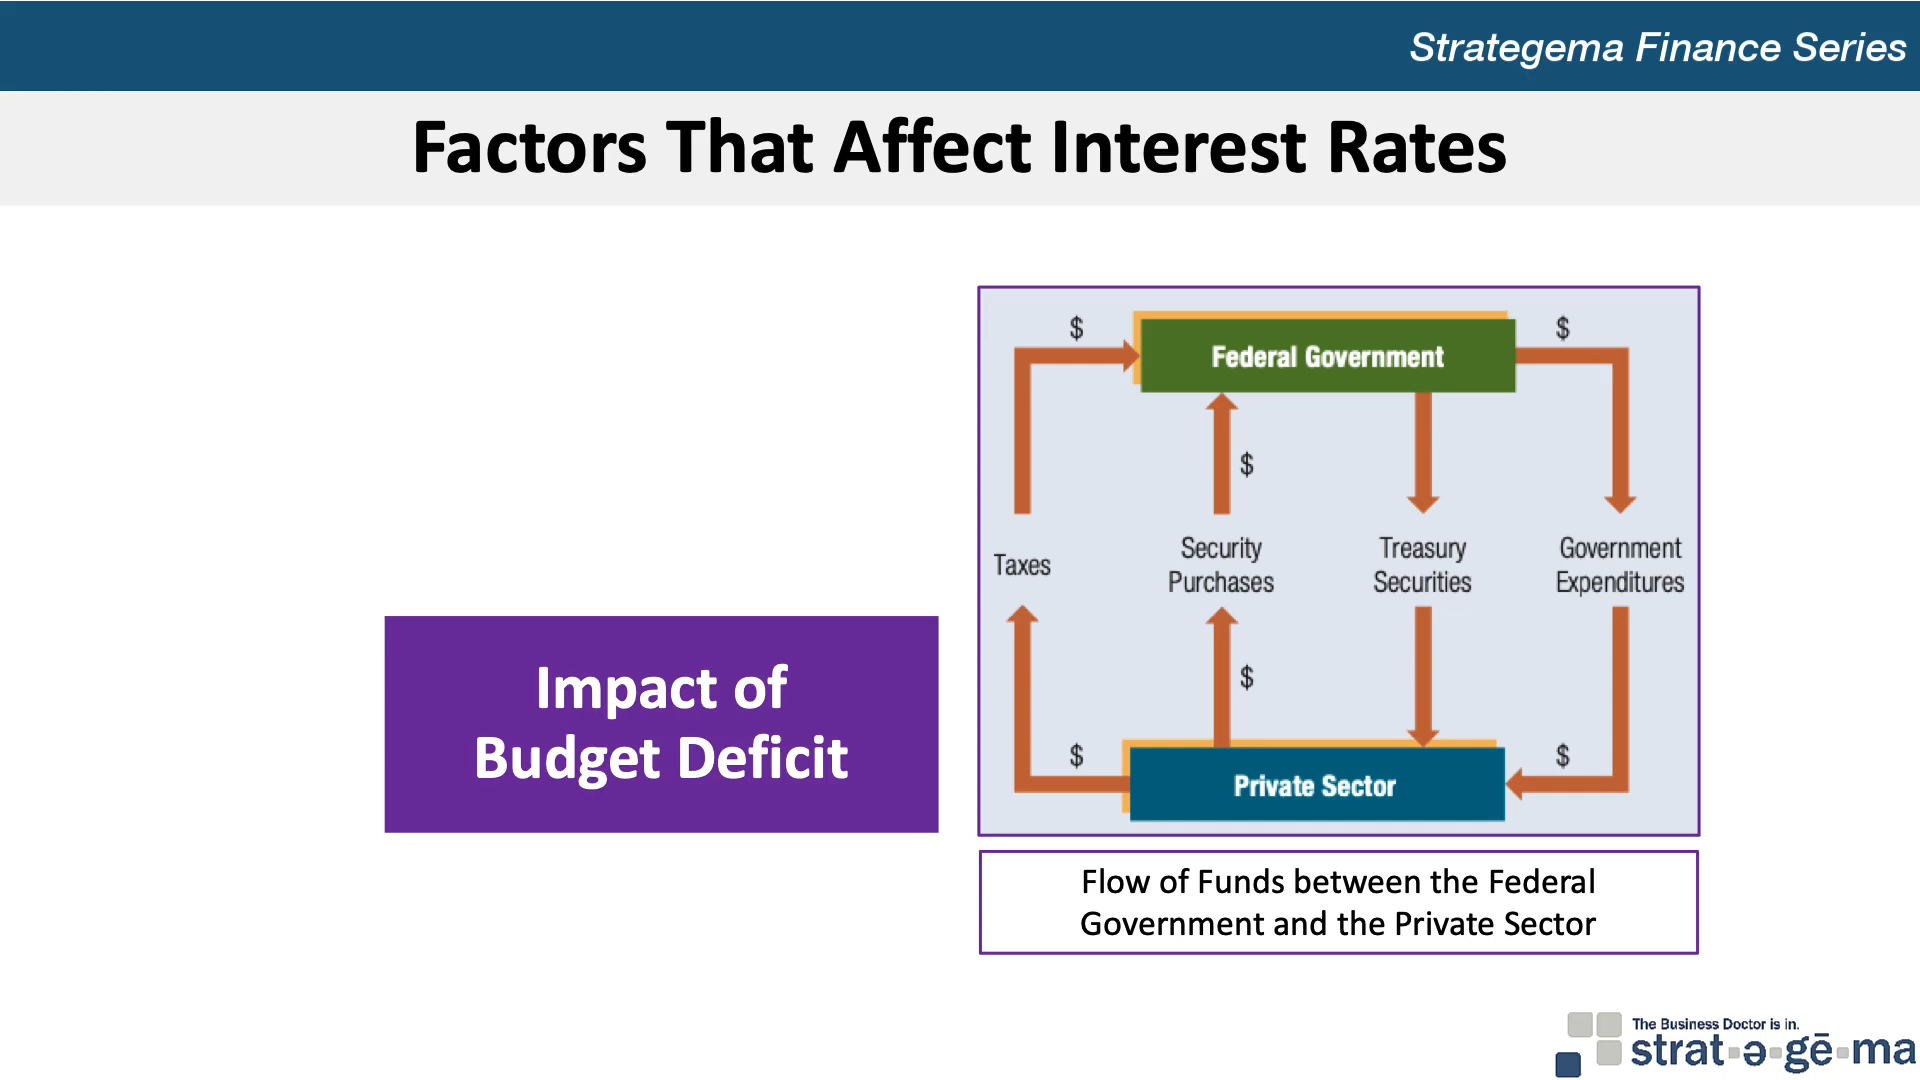 Strategema Finance Series
Factors That Affect Interest Rates
Impact of
Budget Deficit
$
Federal Government
$
$
Taxes
Security
Purchases
Treasury
Securities
Government
Expenditures
$
$
Private Sector
$
Flow of Funds between the Federal
Government and the Private Sector
The Business Doctor is in.
strat-ə-gē-ma